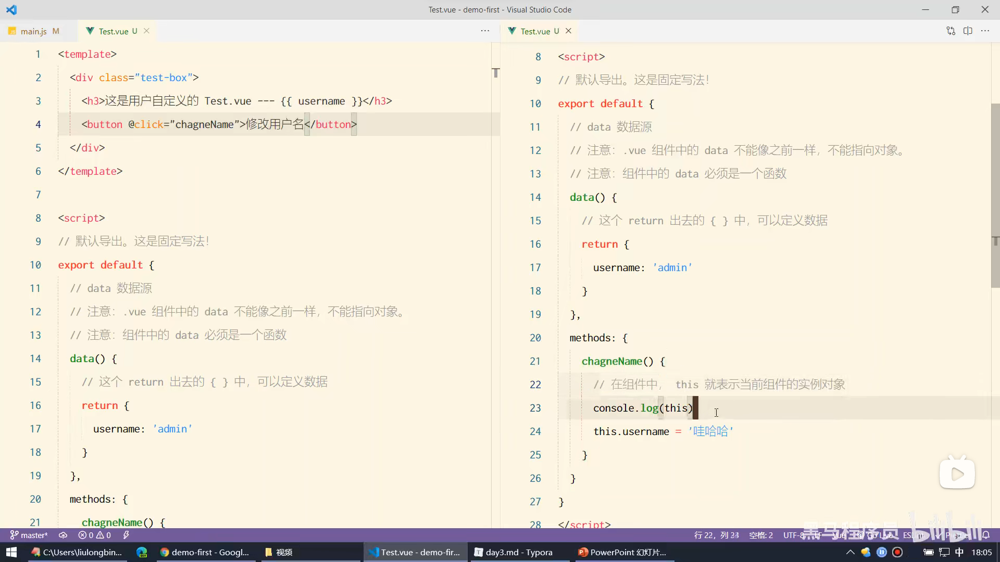 Test.vue - demo-first - Visual Studio Code
main.js M
Test.vue U
1 <template>
2 <div class="test-box">
3 <h3>这是用户自定义的 Test.vue --- {{ username }}</h3>
4 <button @click="chagneName">修改用户名</button>
5 </div>
6 </template>
7
8 <script>
9 // 默认导出。这是固定写法！
10 export default {
11 // data 数据源
12 // 注意：.vue 组件中的 data 不能像之前一样，不能指向对象。
13 // 注意：组件中的 data 必须是一个函数
14 data() {
15 // 这个 return 出去的 { } 中，可以定义数据
16 return {
17 username: 'admin'
18 }
19 },
20 methods: {
21 chagneName() {
Test.vue U
8 <script>
9 // 默认导出。这是固定写法！
10 export default {
11 // data 数据源
12 // 注意：.vue 组件中的 data 不能像之前一样，不能指向对象。
13 // 注意：组件中的 data 必须是一个函数
14 data() {
15 // 这个 return 出去的 { } 中，可以定义数据
16 return {
17 username: 'admin'
18 }
19 },
20 methods: {
21 chagneName() {
22 // 在组件中， this 就表示当前组件的实例对象
23 console.log(this)
24 this.username = '哇哈哈'
25 }
26 }
27 }
28 </script>
黑马程序员 bilibili
master* 0 0 行 22，列 空格: 2 UTF-8 LF Vue Go Live ESLint Prettier
C:\Users\liulongbin... demo-first - Googl... 视频 Test.vue - demo-fir... day3.md - Typora PowerPoint 幻灯片... 中 18:05